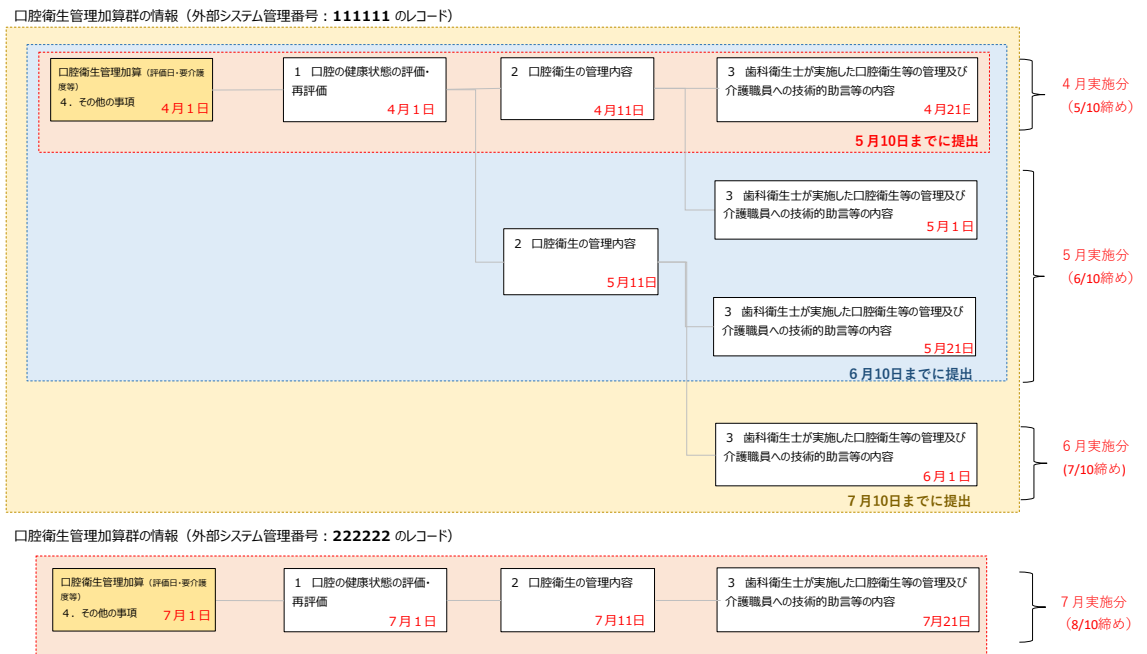 口腔衛生管理加算群の情報（外部システム管理番号：111111 のレコード）
口腔衛生管理加算（評価日・要介護
度等）
４．その他の事項
4月1日
１ 口腔の健康状態の評価・
再評価
4月1日
２ 口腔衛生の管理内容
4月11日
３ 歯科衛生士が実施した口腔衛生等の管理及び
介護職員への技術的助言等の内容
4月21日
５月10日までに提出
４月実施分
（5/10締め）
３ 歯科衛生士が実施した口腔衛生等の管理及び
介護職員への技術的助言等の内容
5月1日
２ 口腔衛生の管理内容
5月11日
３ 歯科衛生士が実施した口腔衛生等の管理及び
介護職員への技術的助言等の内容
5月21日
６月10日までに提出
５月実施分
（6/10締め）
３ 歯科衛生士が実施した口腔衛生等の管理及び
介護職員への技術的助言等の内容
6月1日
７月10日までに提出
６月実施分
(7/10締め)
口腔衛生管理加算群の情報（外部システム管理番号：222222 のレコード）
口腔衛生管理加算（評価日・要介護
度等）
４．その他の事項
7月1日
１ 口腔の健康状態の評価・
再評価
7月1日
２ 口腔衛生の管理内容
7月11日
３ 歯科衛生士が実施した口腔衛生等の管理及び
介護職員への技術的助言等の内容
7月21日
７月実施分
（8/10締め）